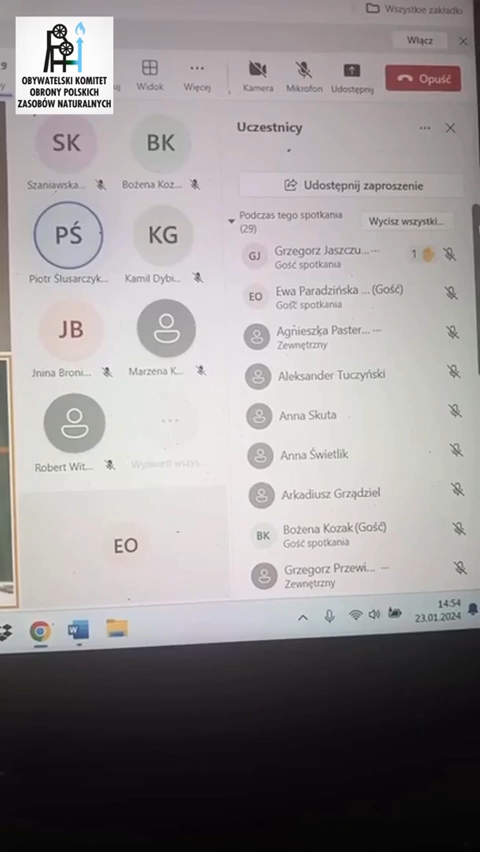 Wszystkie zakładki
Włącz
OBYWATELSKI KOMITET
OBRONY POLSKICH
ZASOBÓW NATURALNYCH
Widok
Więcej
Kamera
Mikrofon
Udostępnij
Opuść
Uczestnicy
Udostępnij zaproszenie
Podczas tego spotkania
(29)
Wycisz wszystki...
SK
Szaniawska...
BK
Bożena Koz...
PŚ
Piotr Ślusarczyk...
KG
Kamil Dybi...
JB
Jnina Broni...
Marzena K...
Robert Wit...
Wyświetl wszys...
EO
GJ
Grzegorz Jaszczu...
Gość spotkania
1
EO
Ewa Paradzińska ... (Gość)
Gość spotkania
Agnieszka Paster...
Zewnętrzny
Aleksander Tuczyński
Anna Skuta
Anna Świetlik
Arkadiusz Grządziel
BK
Bożena Kozak (Gość)
Gość spotkania
Grzegorz Przewi...
Zewnętrzny
14:54
23.01.2024